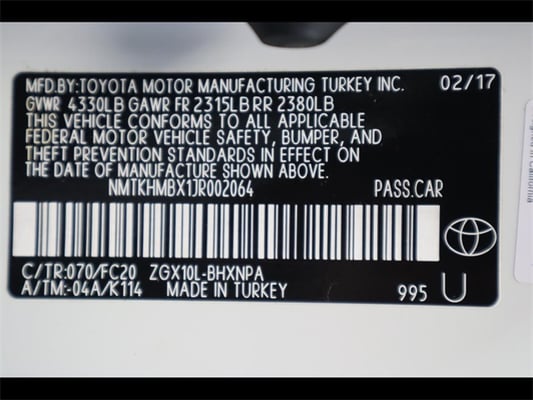 MFD.BY:TOYOTA MOTOR MANUFACTURING TURKEY INC. 02/17
GVWR 4330LB GAWR FR 2315LB RR 2380LB
THIS VEHICLE CONFORMS TO ALL APPLICABLE
FEDERAL MOTOR VEHICLE SAFETY, BUMPER, AND
THEFT PREVENTION STANDARDS IN EFFECT ON
THE DATE OF MANUFACTURE SHOWN ABOVE.
NMTKHMBX1JR002064 PASS.CAR
C/TR:070/FC20 ZGX10L-BHXNPA
A/TM:-04A/K114 MADE IN TURKEY 995 U
in California